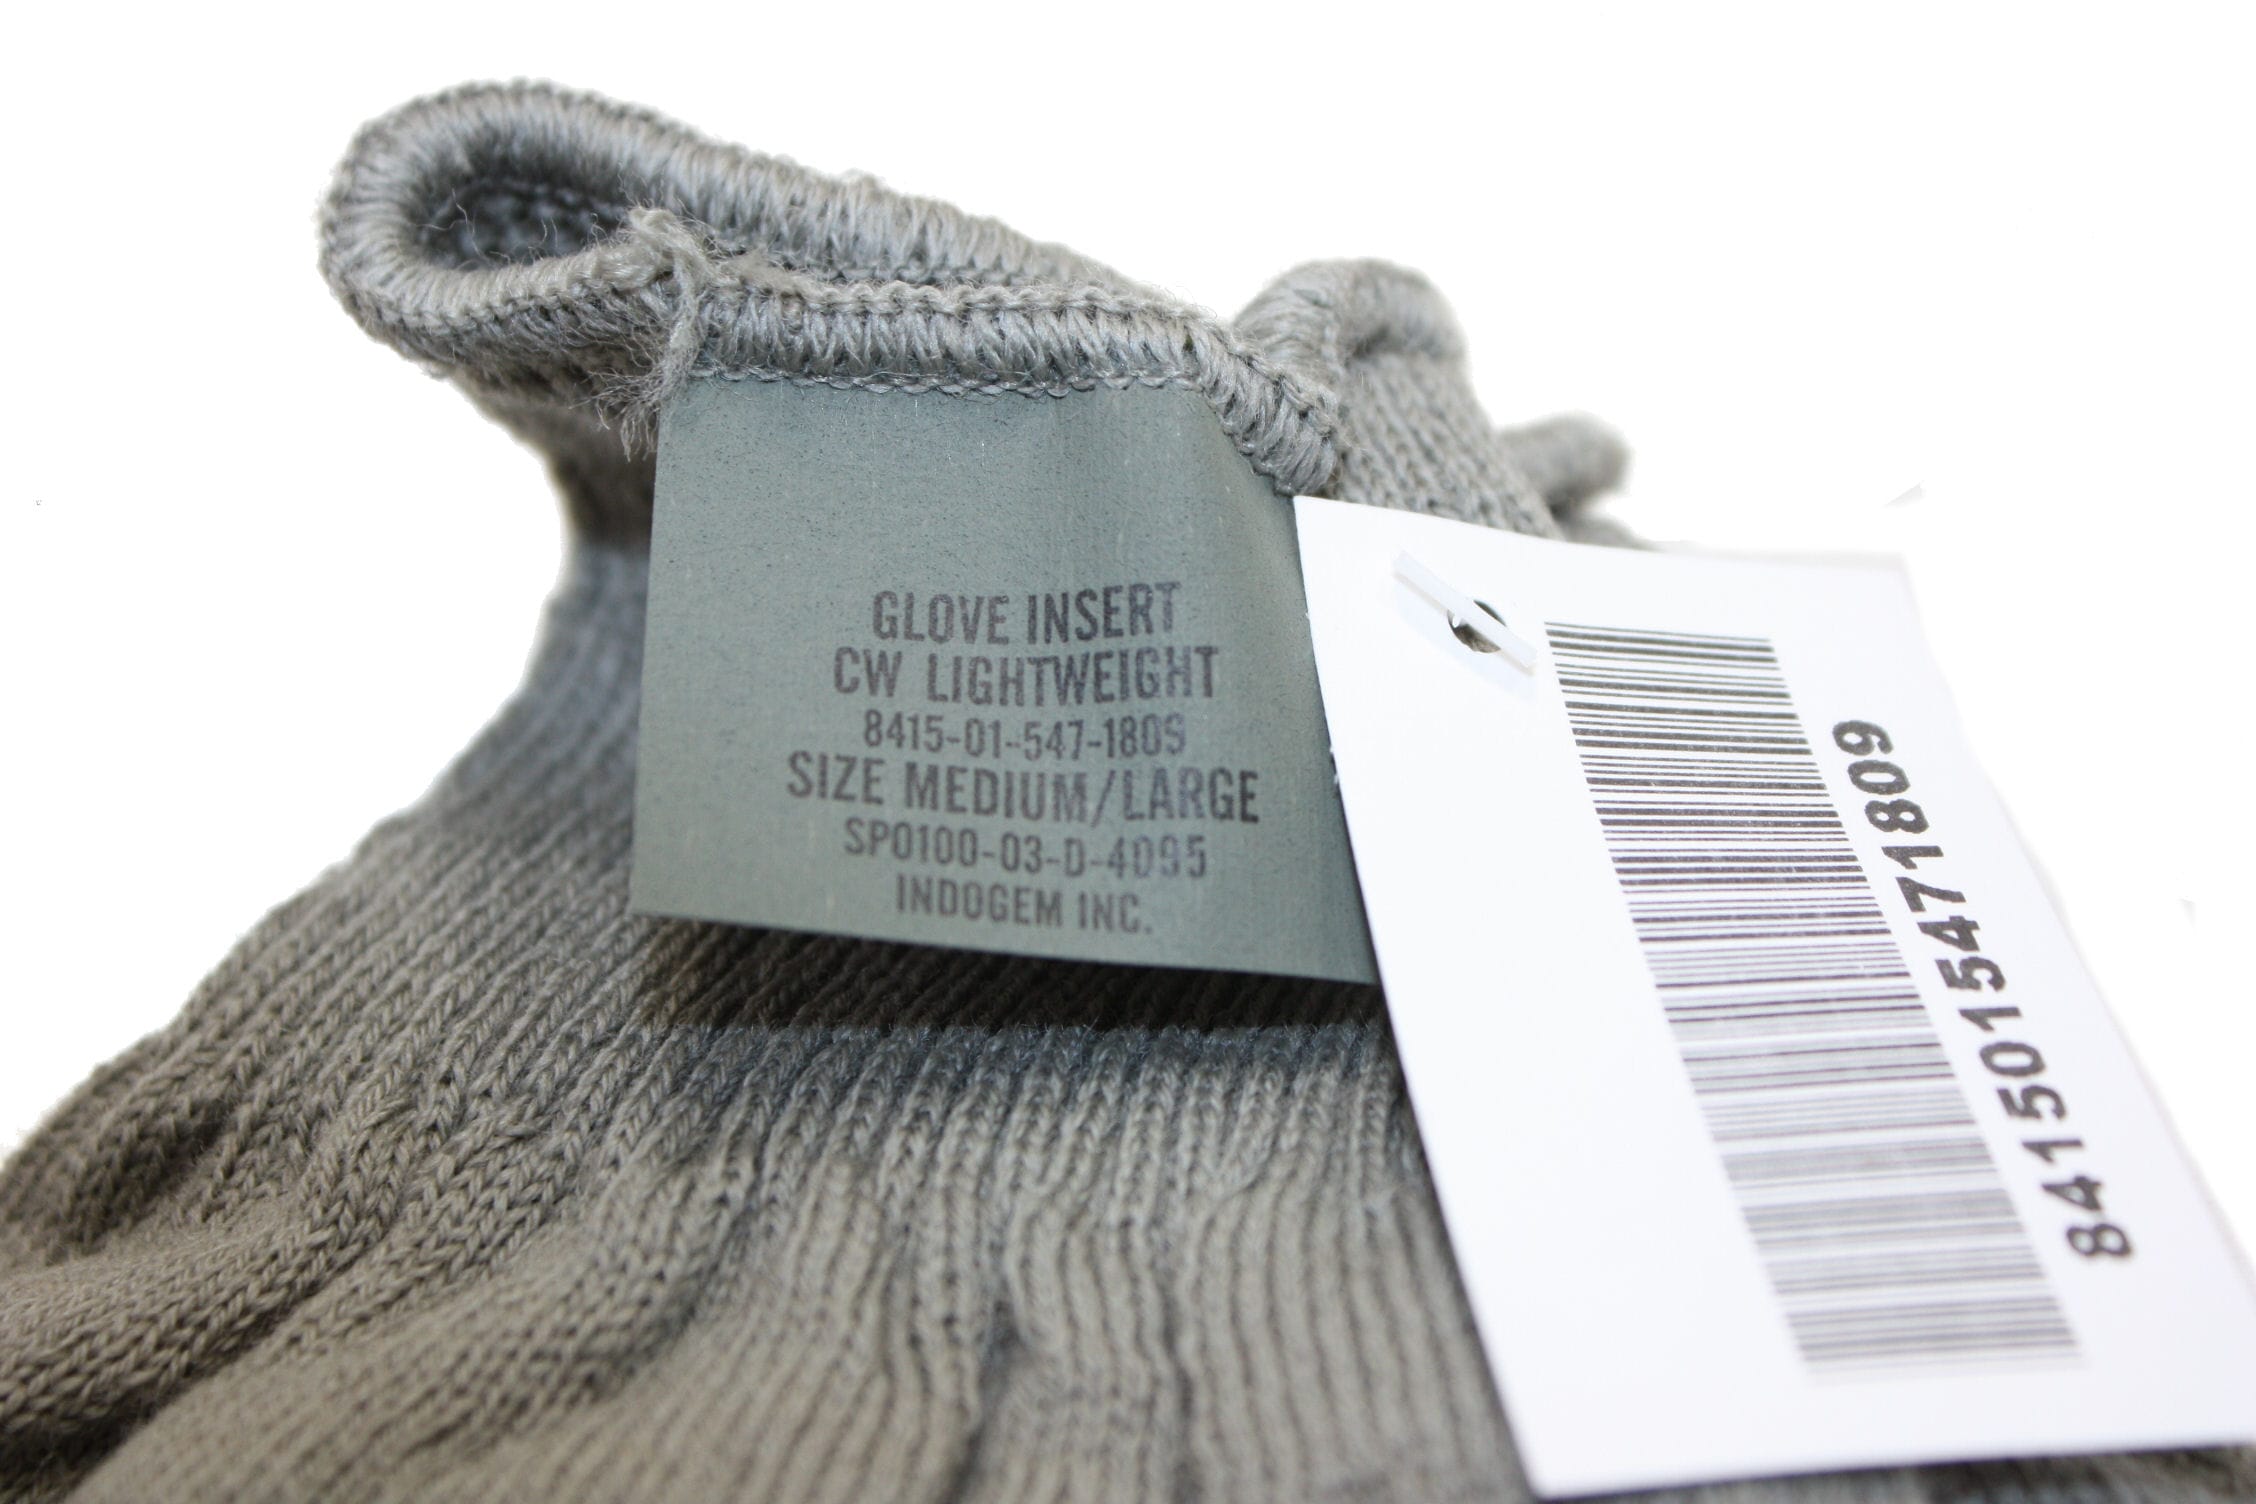 GLOVE INSERT
CW LIGHTWEIGHT
8415-01-547-1809
SIZE MEDIUM/LARGE
SP0100-03-D-4095
INDOGEM INC.
8415015471809